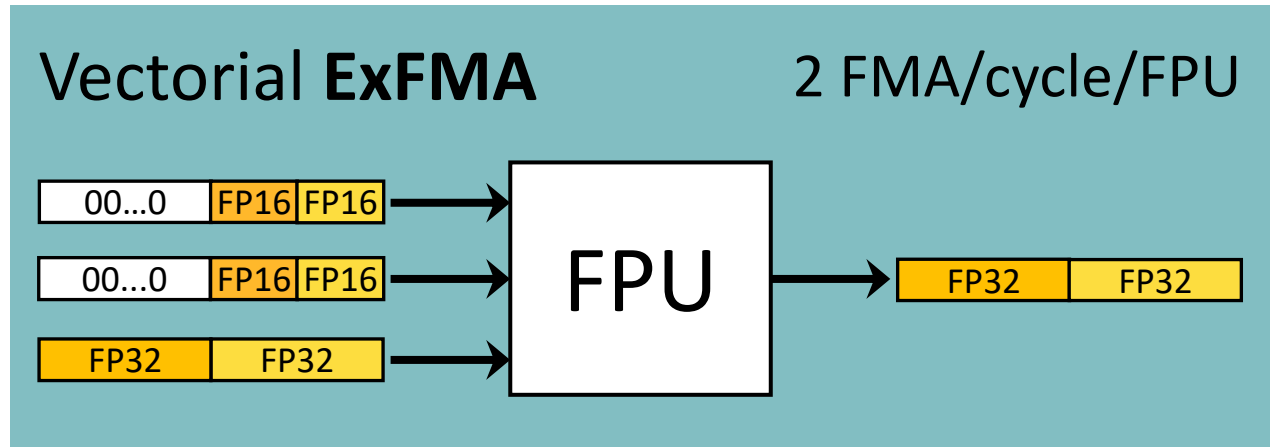 Vectorial ExFMA 2 FMA/cycle/FPU
00...0 FP16 FP16
00...0 FP16 FP16
FP32 FP32
FPU
FP32 FP32